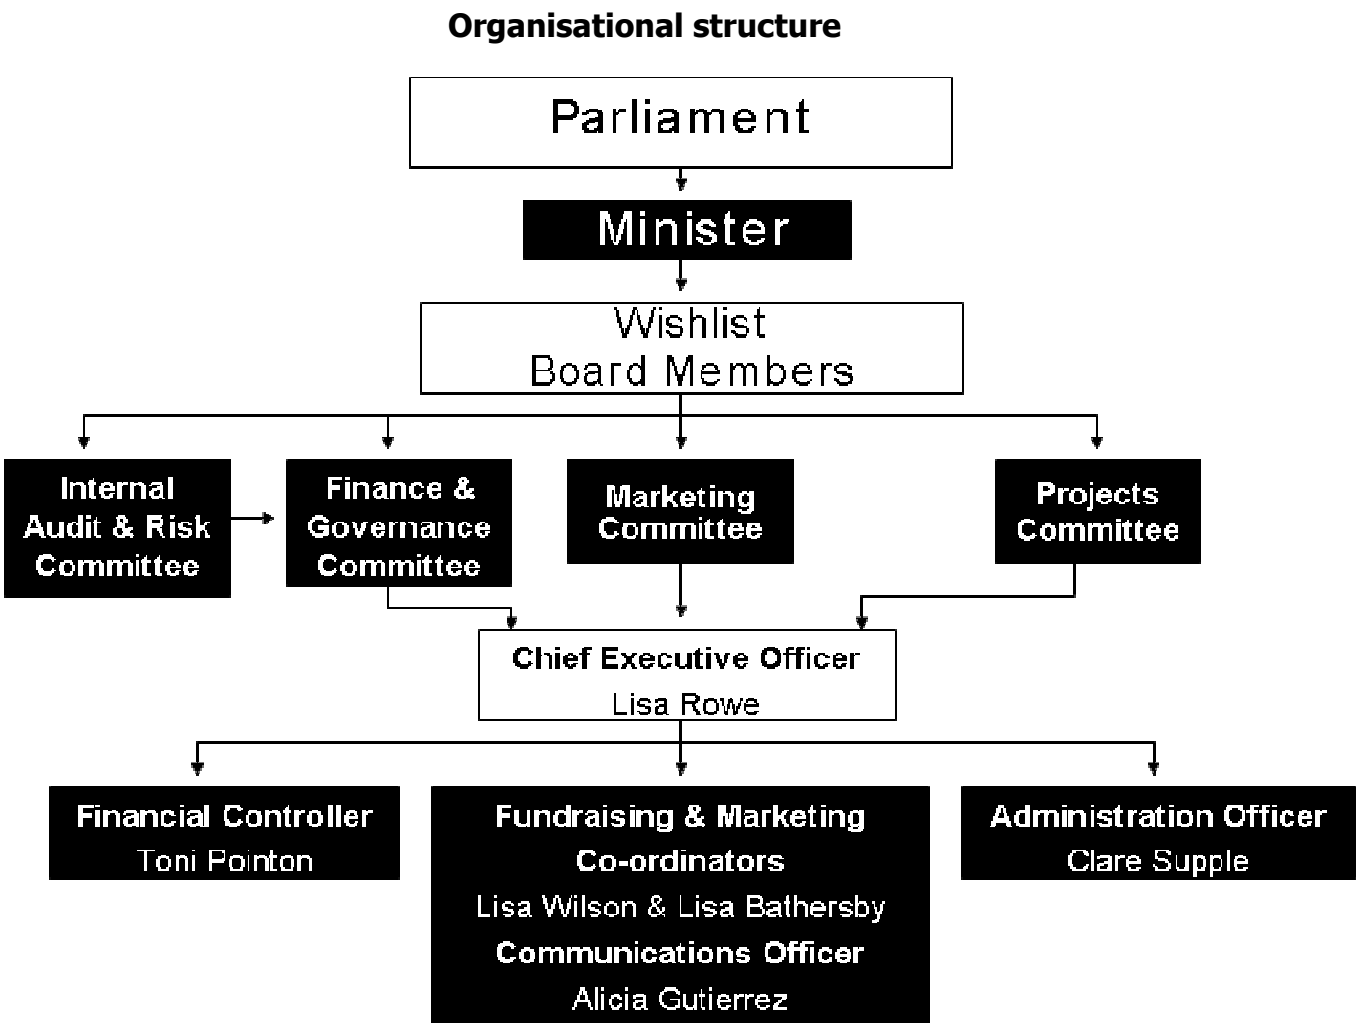 Organisational structure
Parliament
Minister
Wishlist
Board Members
Internal
Audit & Risk
Committee
Finance &
Governance
Committee
Marketing
Committee
Projects
Committee
Chief Executive Officer
Lisa Rowe
Financial Controller
Toni Pointon
Fundraising & Marketing
Co-ordinators
Lisa Wilson & Lisa Bathersby
Communications Officer
Alicia Gutierrez
Administration Officer
Clare Supple